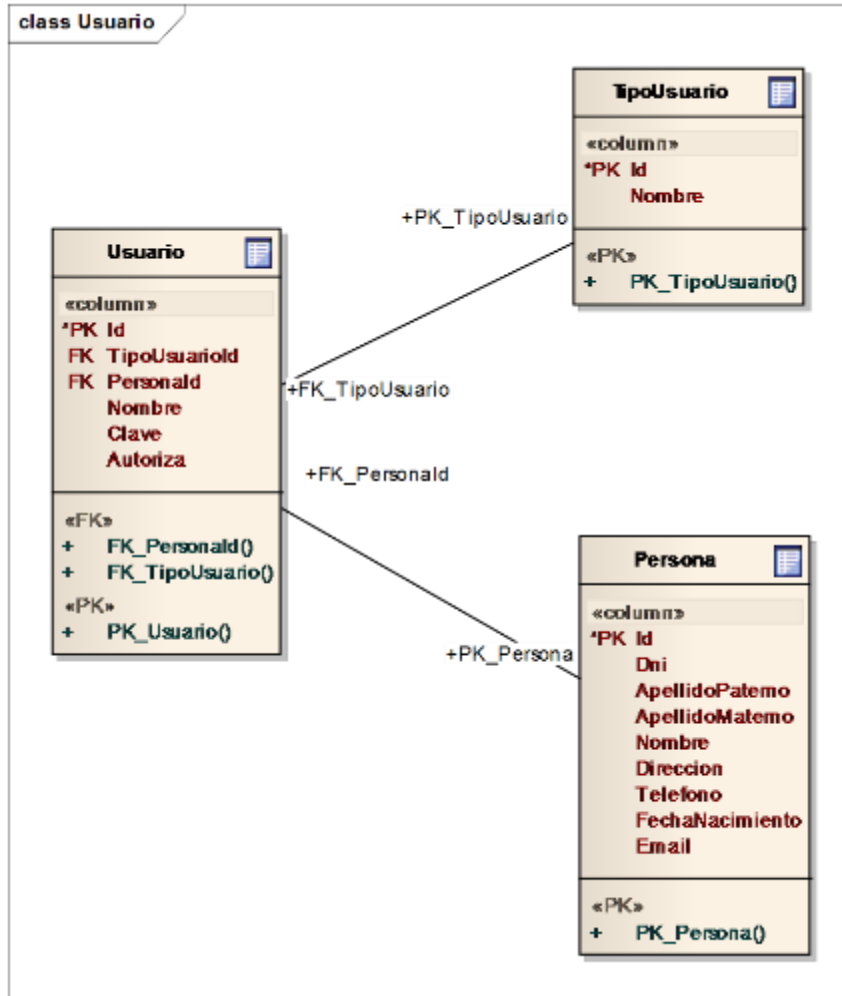 class Usuario
TipoUsuario
«column»
*PK Id
Nombre
«PK»
+ PK_TipoUsuario()
+PK_TipoUsuario
Usuario
«column»
*PK Id
FK TipoUsuarioId
FK PersonaId
Nombre
Clave
Autoriza
«FK»
+ FK_PersonaId()
+ FK_TipoUsuario()
«PK»
+ PK_Usuario()
+FK_TipoUsuario
+FK_PersonaId
+PK_Persona
Persona
«column»
*PK Id
Dni
ApellidoPaterno
ApellidoMaterno
Nombre
Direccion
Telefono
FechaNacimiento
Email
«PK»
+ PK_Persona()